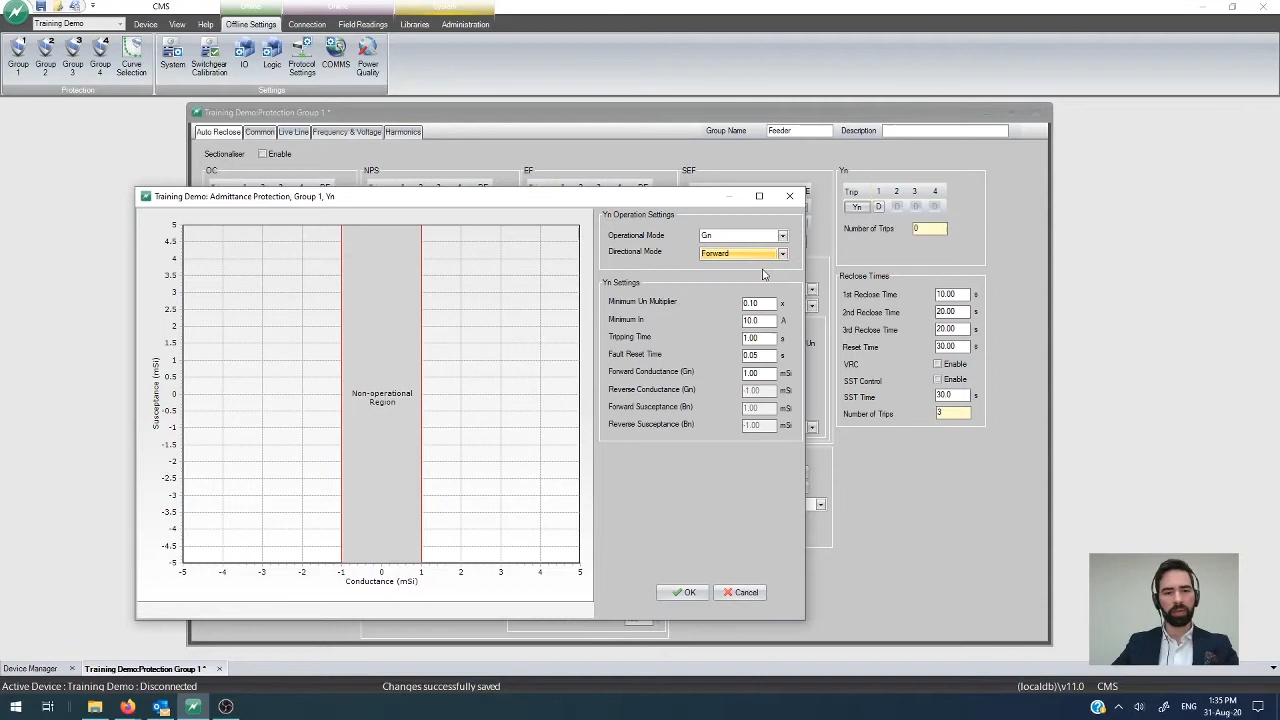 CMS
Training Demo
Device View Help Offline Settings Connection Field Readings Libraries Administration
1 2 3 4
Group 1 Group 2 Group 3 Group 4 Curve Selection System Switchgear Calibration IO Logic Protocol Settings COMMS Power Quality
Protection Settings
Training Demo:Protection Group 1 *
Auto Reclose Common Live Line Frequency & Voltage Harmonics Group Name Feeder Description
Sectionaliser Enable
OC NPS EF SEF Yn
Trip 1 2 3 4
Yn D D D D
Number of Trips 0
Training Demo: Admittance Protection, Group 1, Yn
Yn Operation Settings
Operational Mode Gn
Directional Mode Forward
Yn Settings
Minimum Un Multiplier 0.10 x
Minimum In 10.0 A
Tripping Time 1.00 s
Fault Reset Time 0.05 s
Forward Conductance (Gn) 1.00 mSi
Reverse Conductance (Gn) -1.00 mSi
Forward Susceptance (Bn) 1.00 mSi
Reverse Susceptance (Bn) -1.00 mSi
OK Cancel
5
4.5
4
3.5
3
2.5
2
1.5
1
0.5
0
-0.5
-1
-1.5
-2
-2.5
-3
-3.5
-4
-4.5
-5
Susceptance (mSi)
Non-operational
Region
-5 -4 -3 -2 -1 0 1 2 3 4 5
Conductance (mSi)
Un
Reclose Times
1st Reclose Time 10.00 s
2nd Reclose Time 20.00 s
3rd Reclose Time 20.00 s
Reset Time 30.00 s
VRC Enable
SST Control Enable
SST Time 30.0 s
Number of Trips 3
Device Manager × Training Demo:Protection Group 1 * ×
Active Device : Training Demo : Disconnected Changes successfully saved (localdb)\v11.0 CMS
ENG 1:35 PM
31-Aug-20